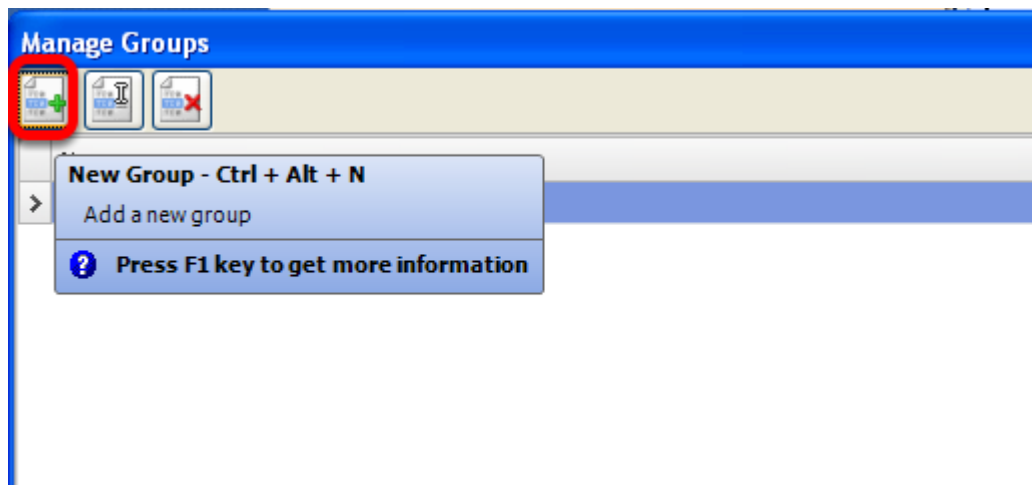 Manage Groups
New Group - Ctrl + Alt + N
Add a new group
Press F1 key to get more information